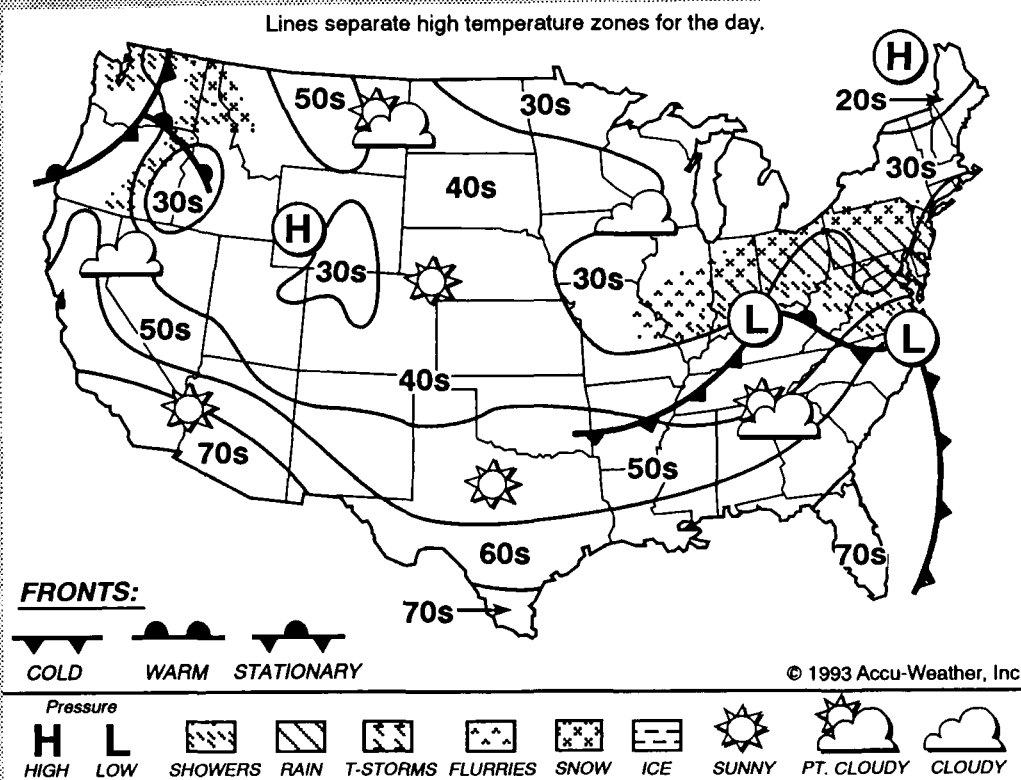 Lines separate high temperature zones for the day.
H
50s
30s
20s
30s
40s
30s
H
30s
30s
50s
L
L
40s
70s
50s
60s
70s
70s
FRONTS:
COLD WARM STATIONARY
© 1993 Accu-Weather, Inc
Pressure
H L
HIGH LOW SHOWERS RAIN T-STORMS FLURRIES SNOW ICE SUNNY PT. CLOUDY CLOUDY